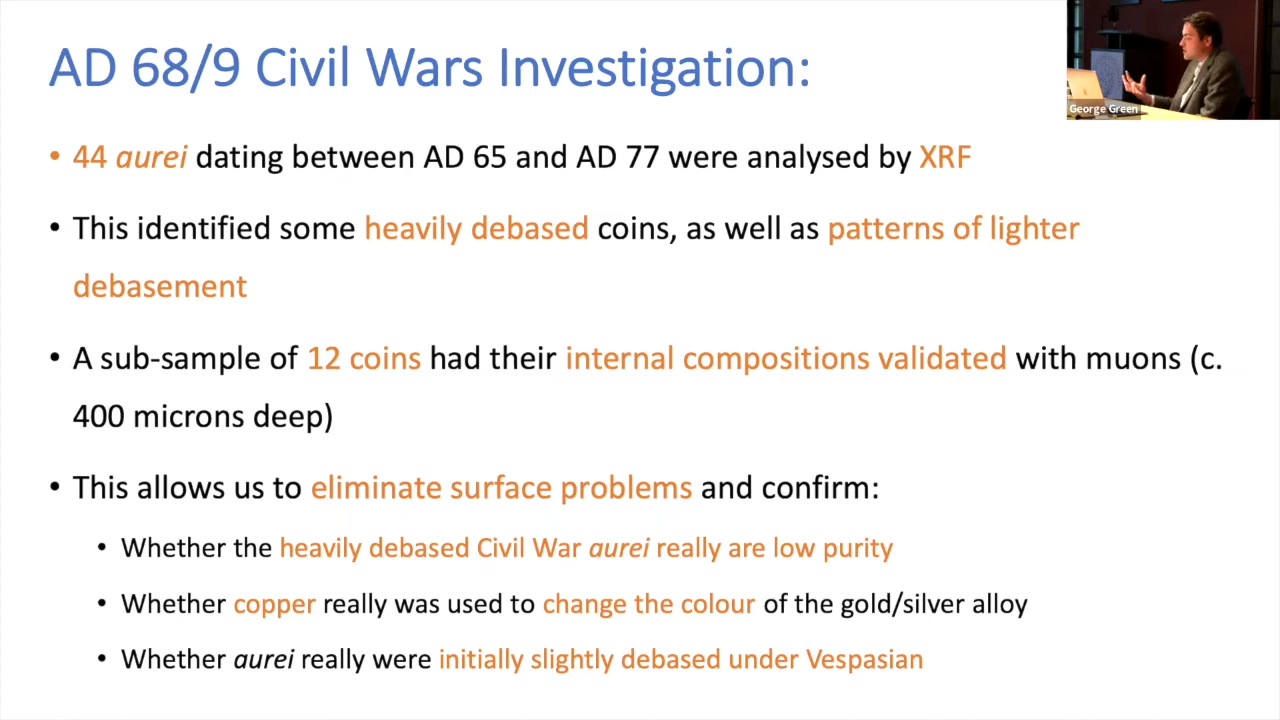 AD 68/9 Civil Wars Investigation:
George Green
• 44 aurei dating between AD 65 and AD 77 were analysed by XRF
• This identified some heavily debased coins, as well as patterns of lighter
debasement
• A sub-sample of 12 coins had their internal compositions validated with muons (c.
400 microns deep)
• This allows us to eliminate surface problems and confirm:
• Whether the heavily debased Civil War aurei really are low purity
• Whether copper really was used to change the colour of the gold/silver alloy
• Whether aurei really were initially slightly debased under Vespasian